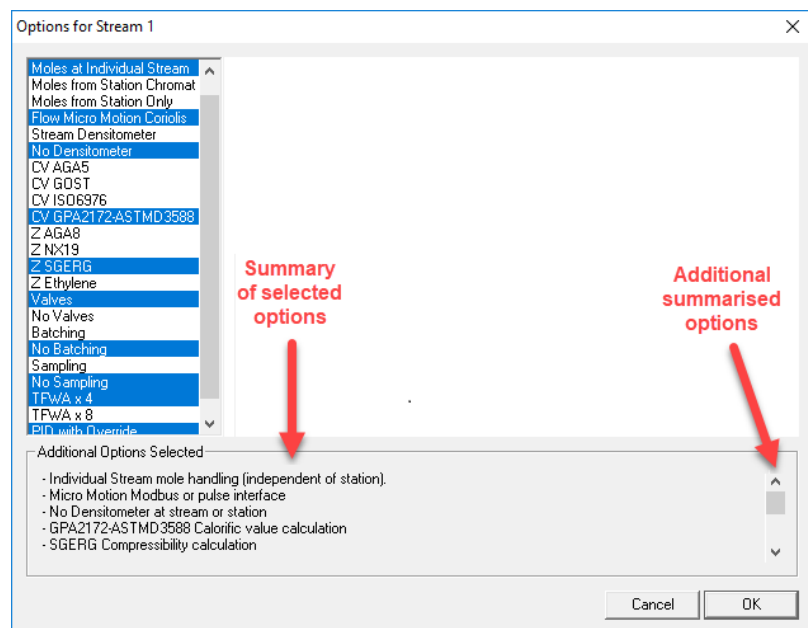 Options for Stream 1
Moles at Individual Stream
Moles from Station Chromat
Moles from Station Only
Flow Micro Motion Coriolis
Stream Densitometer
No Densitometer
CV AGA5
CV GOST
CV ISO6976
CV GPA2172-ASTMD3588
Z AGA8
Z NX19
Z SGERG
Z Ethylene
Valves
No Valves
Batching
No Batching
Sampling
No Sampling
TFWA x 4
TFWA x 8
PID with Override
Summary
of selected
options
Additional
summarised
options
Additional Options Selected
- Individual Stream mole handling (independent of station).
- Micro Motion Modbus or pulse interface
- No Densitometer at stream or station
- GPA2172-ASTMD3588 Calorific value calculation
- SGERG Compressibility calculation
Cancel
OK